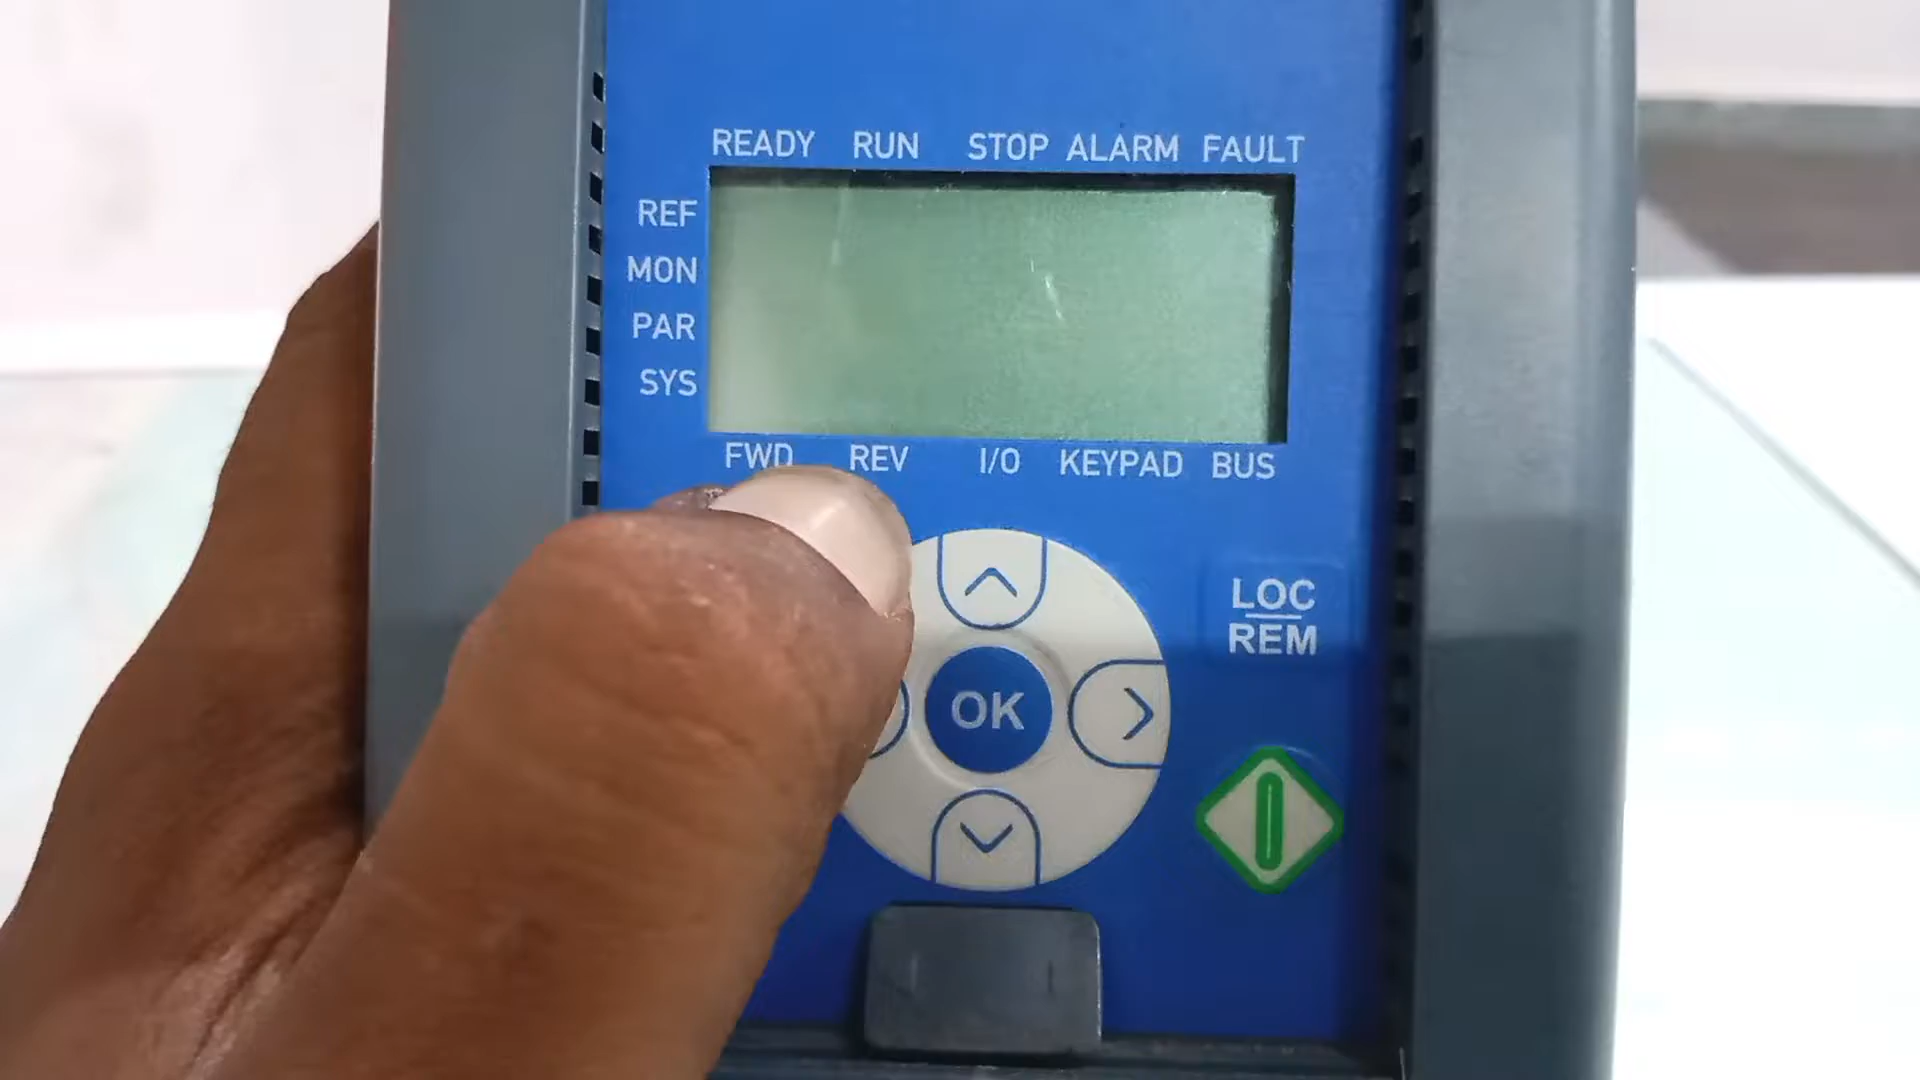 READY RUN STOP ALARM FAULT
REF
MON
PAR
SYS
FWD REV I/O KEYPAD BUS
LOC
REM
OK